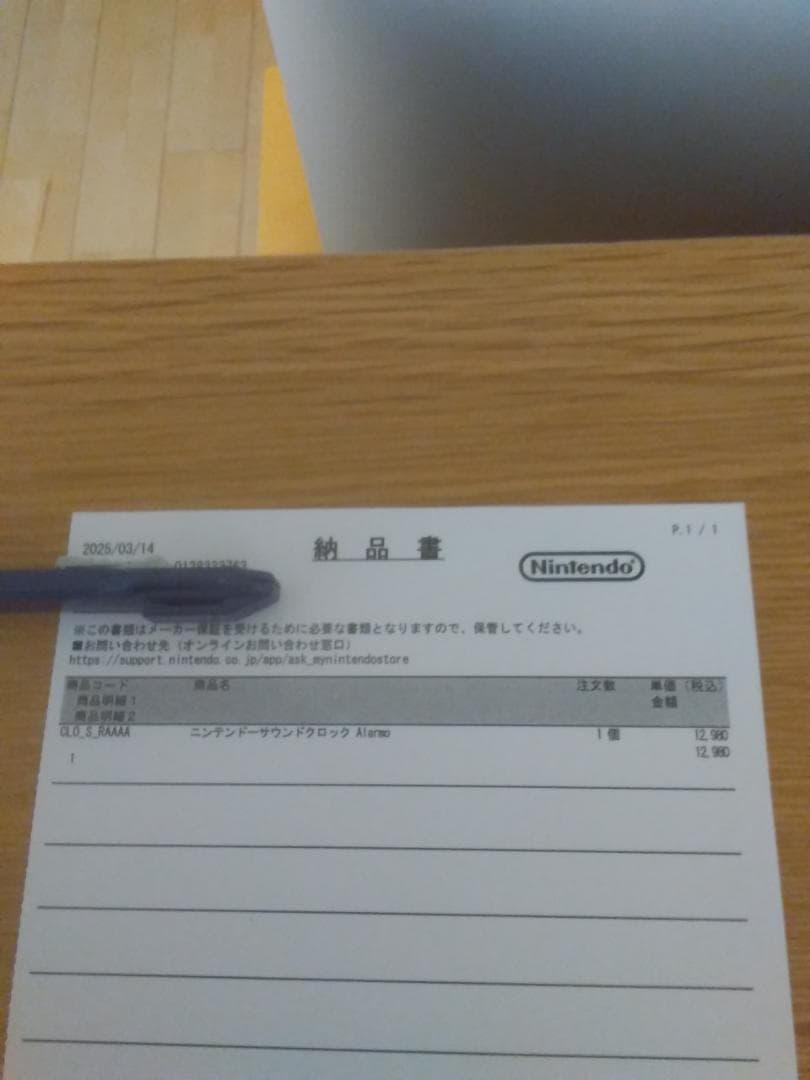 2025/03/14
納品書
P.1 / 1
Nintendo
※この書類はメーカー保証を受けるために必要な書類となりますので、保管してください。
■お問い合わせ先(オンラインお問い合わせ窓口)
https://support.nintendo.co.jp/app/ask_mynintendostore
商品コード 商品名 注文数 単価(税込)
商品明細1 金額
商品明細2
CLO_S_RAAAA ニンテンドーサウンドクロック Alarmo 1個 12,980
1 12,980